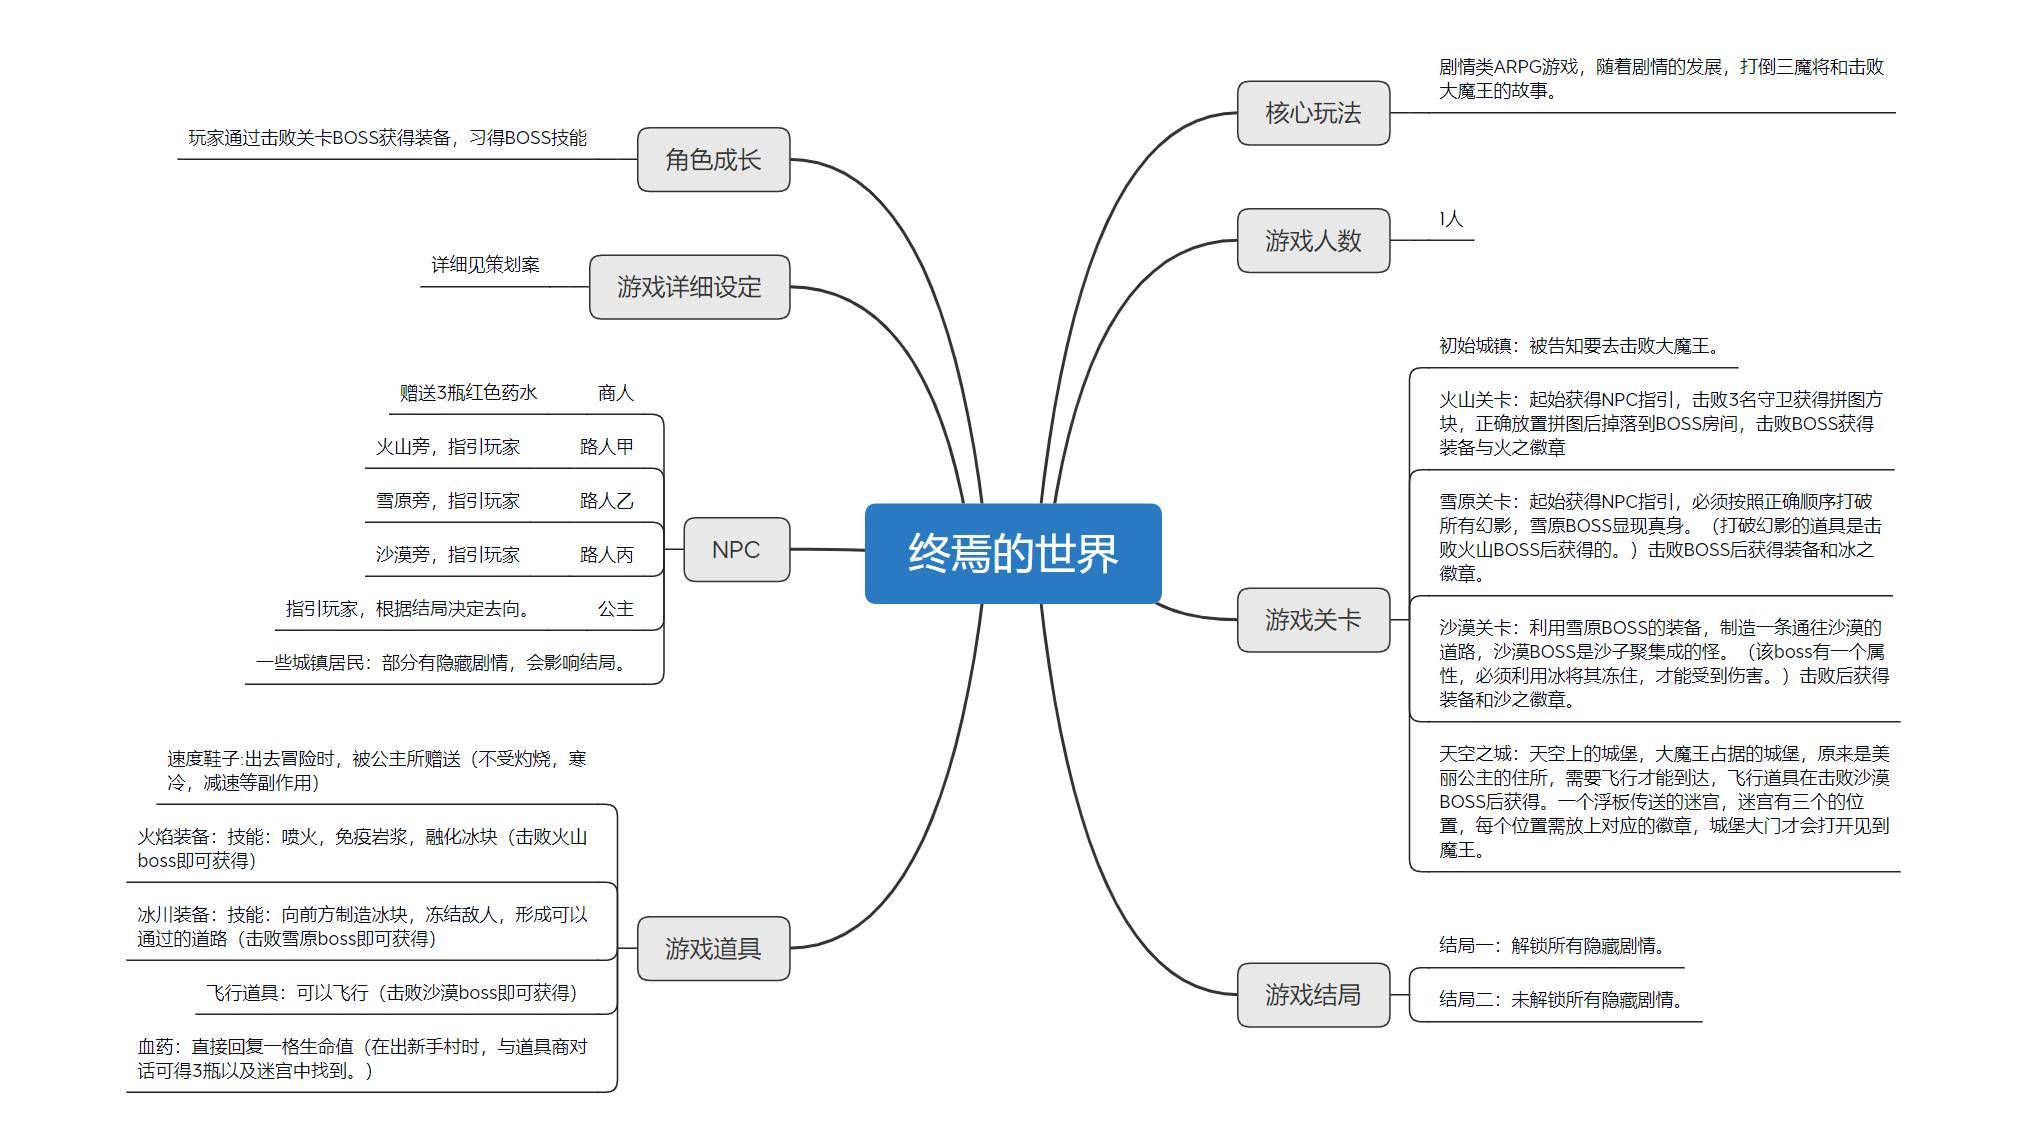 终焉的世界
核心玩法
剧情类ARPG游戏，随着剧情的发展，打倒三魔将和击败
大魔王的故事。
游戏人数
1人
游戏关卡
初始城镇：被告知要去击败大魔王。
火山关卡：起始获得NPC指引，击败3名守卫获得拼图方
块，正确放置拼图后掉落到BOSS房间，击败BOSS获得
装备与火之徽章
雪原关卡：起始获得NPC指引，必须按照正确顺序打破
所有幻影，雪原BOSS显现真身。（打破幻影的道具是击
败火山BOSS后获得的。）击败BOSS后获得装备和冰之
徽章。
沙漠关卡：利用雪原BOSS的装备，制造一条通往沙漠的
道路，沙漠BOSS是沙子聚集成的怪。（该boss有一个属
性，必须利用冰将其冻住，才能受到伤害。）击败后获得
装备和沙之徽章。
天空之城：天空上的城堡，大魔王占据的城堡，原来是美
丽公主的住所，需要飞行才能到达，飞行道具在击败沙漠
BOSS后获得。一个浮板传送的迷宫，迷宫有三个的位
置，每个位置需放上对应的徽章，城堡大门才会打开见到
魔王。
游戏结局
结局一：解锁所有隐藏剧情。
结局二：未解锁所有隐藏剧情。
角色成长
玩家通过击败关卡BOSS获得装备，习得BOSS技能
游戏详细设定
详细见策划案
NPC
商人
赠送3瓶红色药水
路人甲
火山旁，指引玩家
路人乙
雪原旁，指引玩家
路人丙
沙漠旁，指引玩家
公主
指引玩家，根据结局决定去向。
一些城镇居民：部分有隐藏剧情，会影响结局。
游戏道具
速度鞋子:出去冒险时，被公主所赠送（不受灼烧，寒
冷，减速等副作用）
火焰装备：技能：喷火，免疫岩浆，融化冰块（击败火山
boss即可获得）
冰川装备：技能：向前方制造冰块，冻结敌人，形成可以
通过的道路（击败雪原boss即可获得）
飞行道具：可以飞行（击败沙漠boss即可获得）
血药：直接回复一格生命值（在出新手村时，与道具商对
话可得3瓶以及迷宫中找到。）